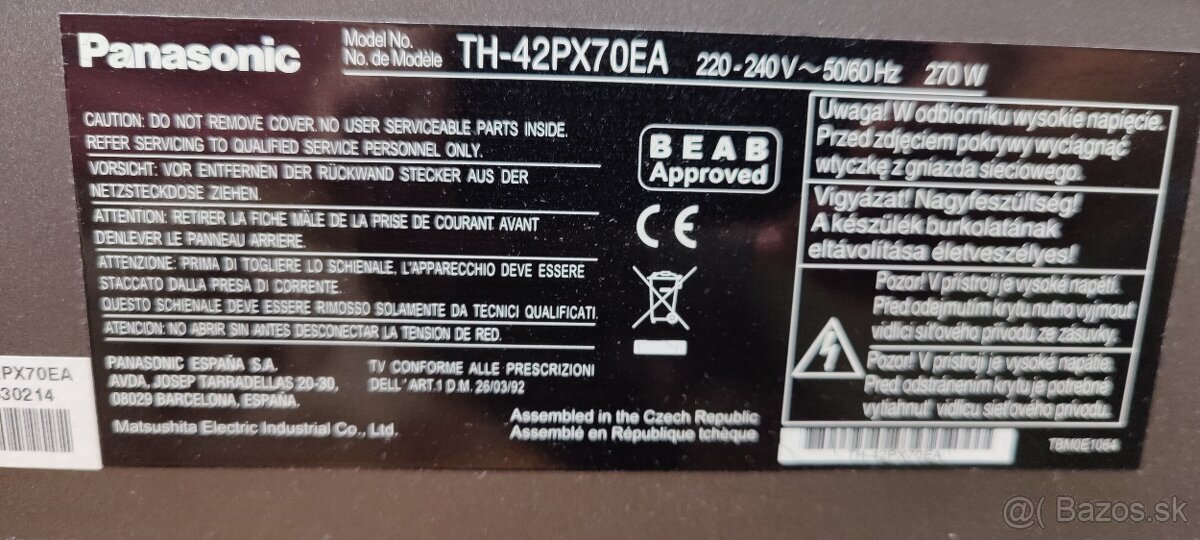 Panasonic
Model No.
No. de Modèle
TH-42PX70EA
220 - 240 V ~ 50/60 Hz 270 W
CAUTION: DO NOT REMOVE COVER. NO USER SERVICEABLE PARTS INSIDE.
REFER SERVICING TO QUALIFIED SERVICE PERSONNEL ONLY.
VORSICHT: VOR ENTFERNEN DER RÜCKWAND STECKER AUS DER
NETZSTECKDOSE ZIEHEN.
ATTENTION: RETIRER LA FICHE MÂLE DE LA PRISE DE COURANT AVANT
D'ENLEVER LE PANNEAU ARRIERE.
ATTENZIONE: PRIMA DI TOGLIERE LO SCHIENALE, L'APPARECCHIO DEVE ESSERE
STACCATO DALLA PRESA DI CORRENTE.
QUESTO SCHIENALE DEVE ESSERE RIMOSSO SOLAMENTE DA TECNICI QUALIFICATI.
ATENCION: NO ABRIR SIN ANTES DESCONECTAR LA TENSION DE RED.
PANASONIC ESPAÑA S.A.
AVDA, JOSEP TARRADELLAS 20-30,
08029 BARCELONA, ESPAÑA.
TV CONFORME ALLE PRESCRIZIONI
DELL'ART.1 D.M. 26/03/92
Matsushita Electric Industrial Co., Ltd.
Assembled in the Czech Republic
Assemblé en République tchèque
BEAB
Approved
CE
Uwaga! W odbiorniku wysokie napięcie.
Przed zdjęciem pokrywy wyciągnąć
wtyczkę z gniazda sieciowego.
Vigyázat! Nagyfeszültség!
A készülék burkolatának
eltávolítása életveszélyes!
Pozor! V přístroji je vysoké napětí.
Před odejmutím krytu nutno vyjmout
vidlici síťového přívodu ze zásuvky.
Pozor! V prístroji je vysoké napätie.
Pred odstránením krytu je potrebné
vytiahnuť vidlicu sieťového prívodu.
TH-42PX70EA
TBM0E1064
PX70EA
30214
@( Bazos.sk